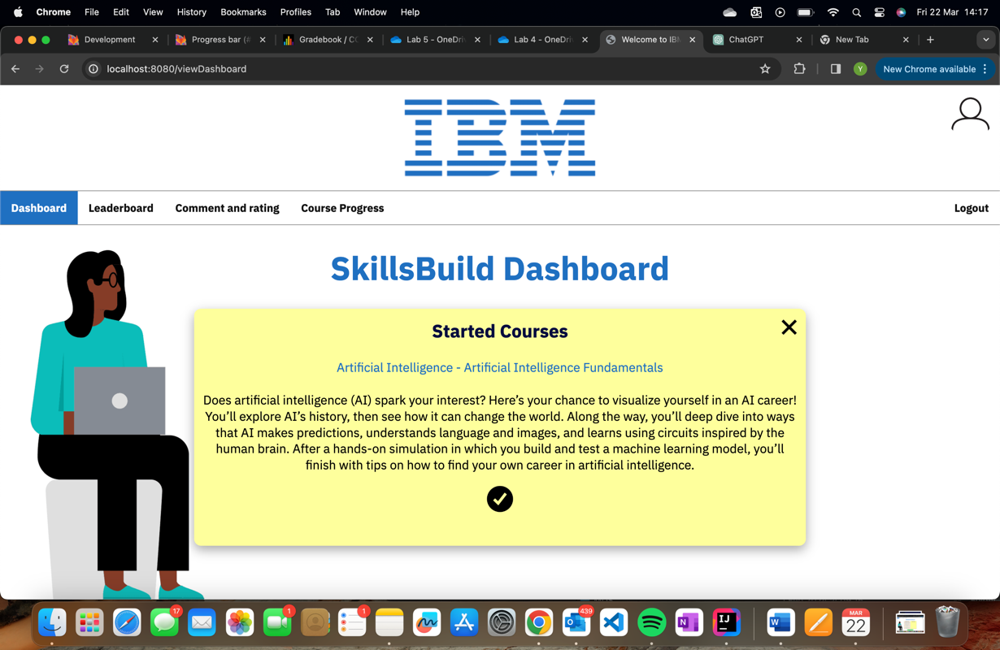 Chrome File Edit View History Bookmarks Profiles Tab Window Help Fri 22 Mar 14:17
Development Progress bar (# Gradebook / Lab 5 - OneDri Lab 4 - OneDri Welcome to IBM ChatGPT New Tab
localhost:8080/viewDashboard Y New Chrome available
IBM
Dashboard Leaderboard Comment and rating Course Progress Logout
SkillsBuild Dashboard
Started Courses
Artificial Intelligence - Artificial Intelligence Fundamentals
Does artificial intelligence (AI) spark your interest? Here’s your chance to visualize yourself in an AI career!
You’ll explore AI’s history, then see how it can change the world. Along the way, you’ll deep dive into ways
that AI makes predictions, understands language and images, and learns using circuits inspired by the
human brain. After a hands-on simulation in which you build and test a machine learning model, you’ll
finish with tips on how to find your own career in artificial intelligence.
17 1 1 439 N IJ W MAR
22